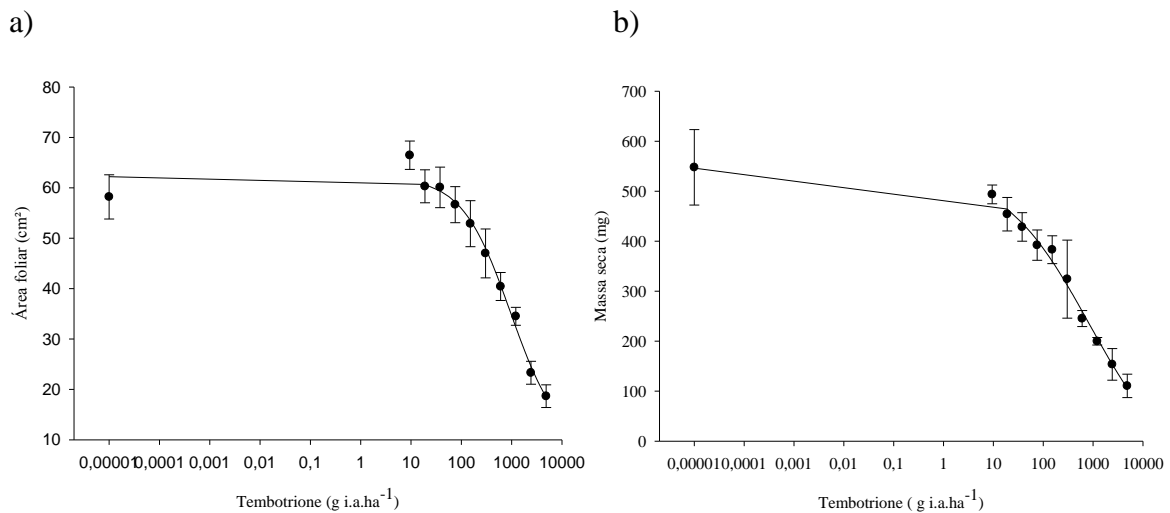 a)
80
70
60
50
40
30
20
10
Área foliar (cm²)
0,00001 0,0001 0,001 0,01 0,1 1 10 100 1000 10000
Tembotrione (g i.a.ha⁻¹)
b)
700
600
500
400
300
200
100
0
Massa seca (mg)
0,00001 0,0001 0,001 0,01 0,1 1 10 100 1000 10000
Tembotrione ( g i.a.ha⁻¹)